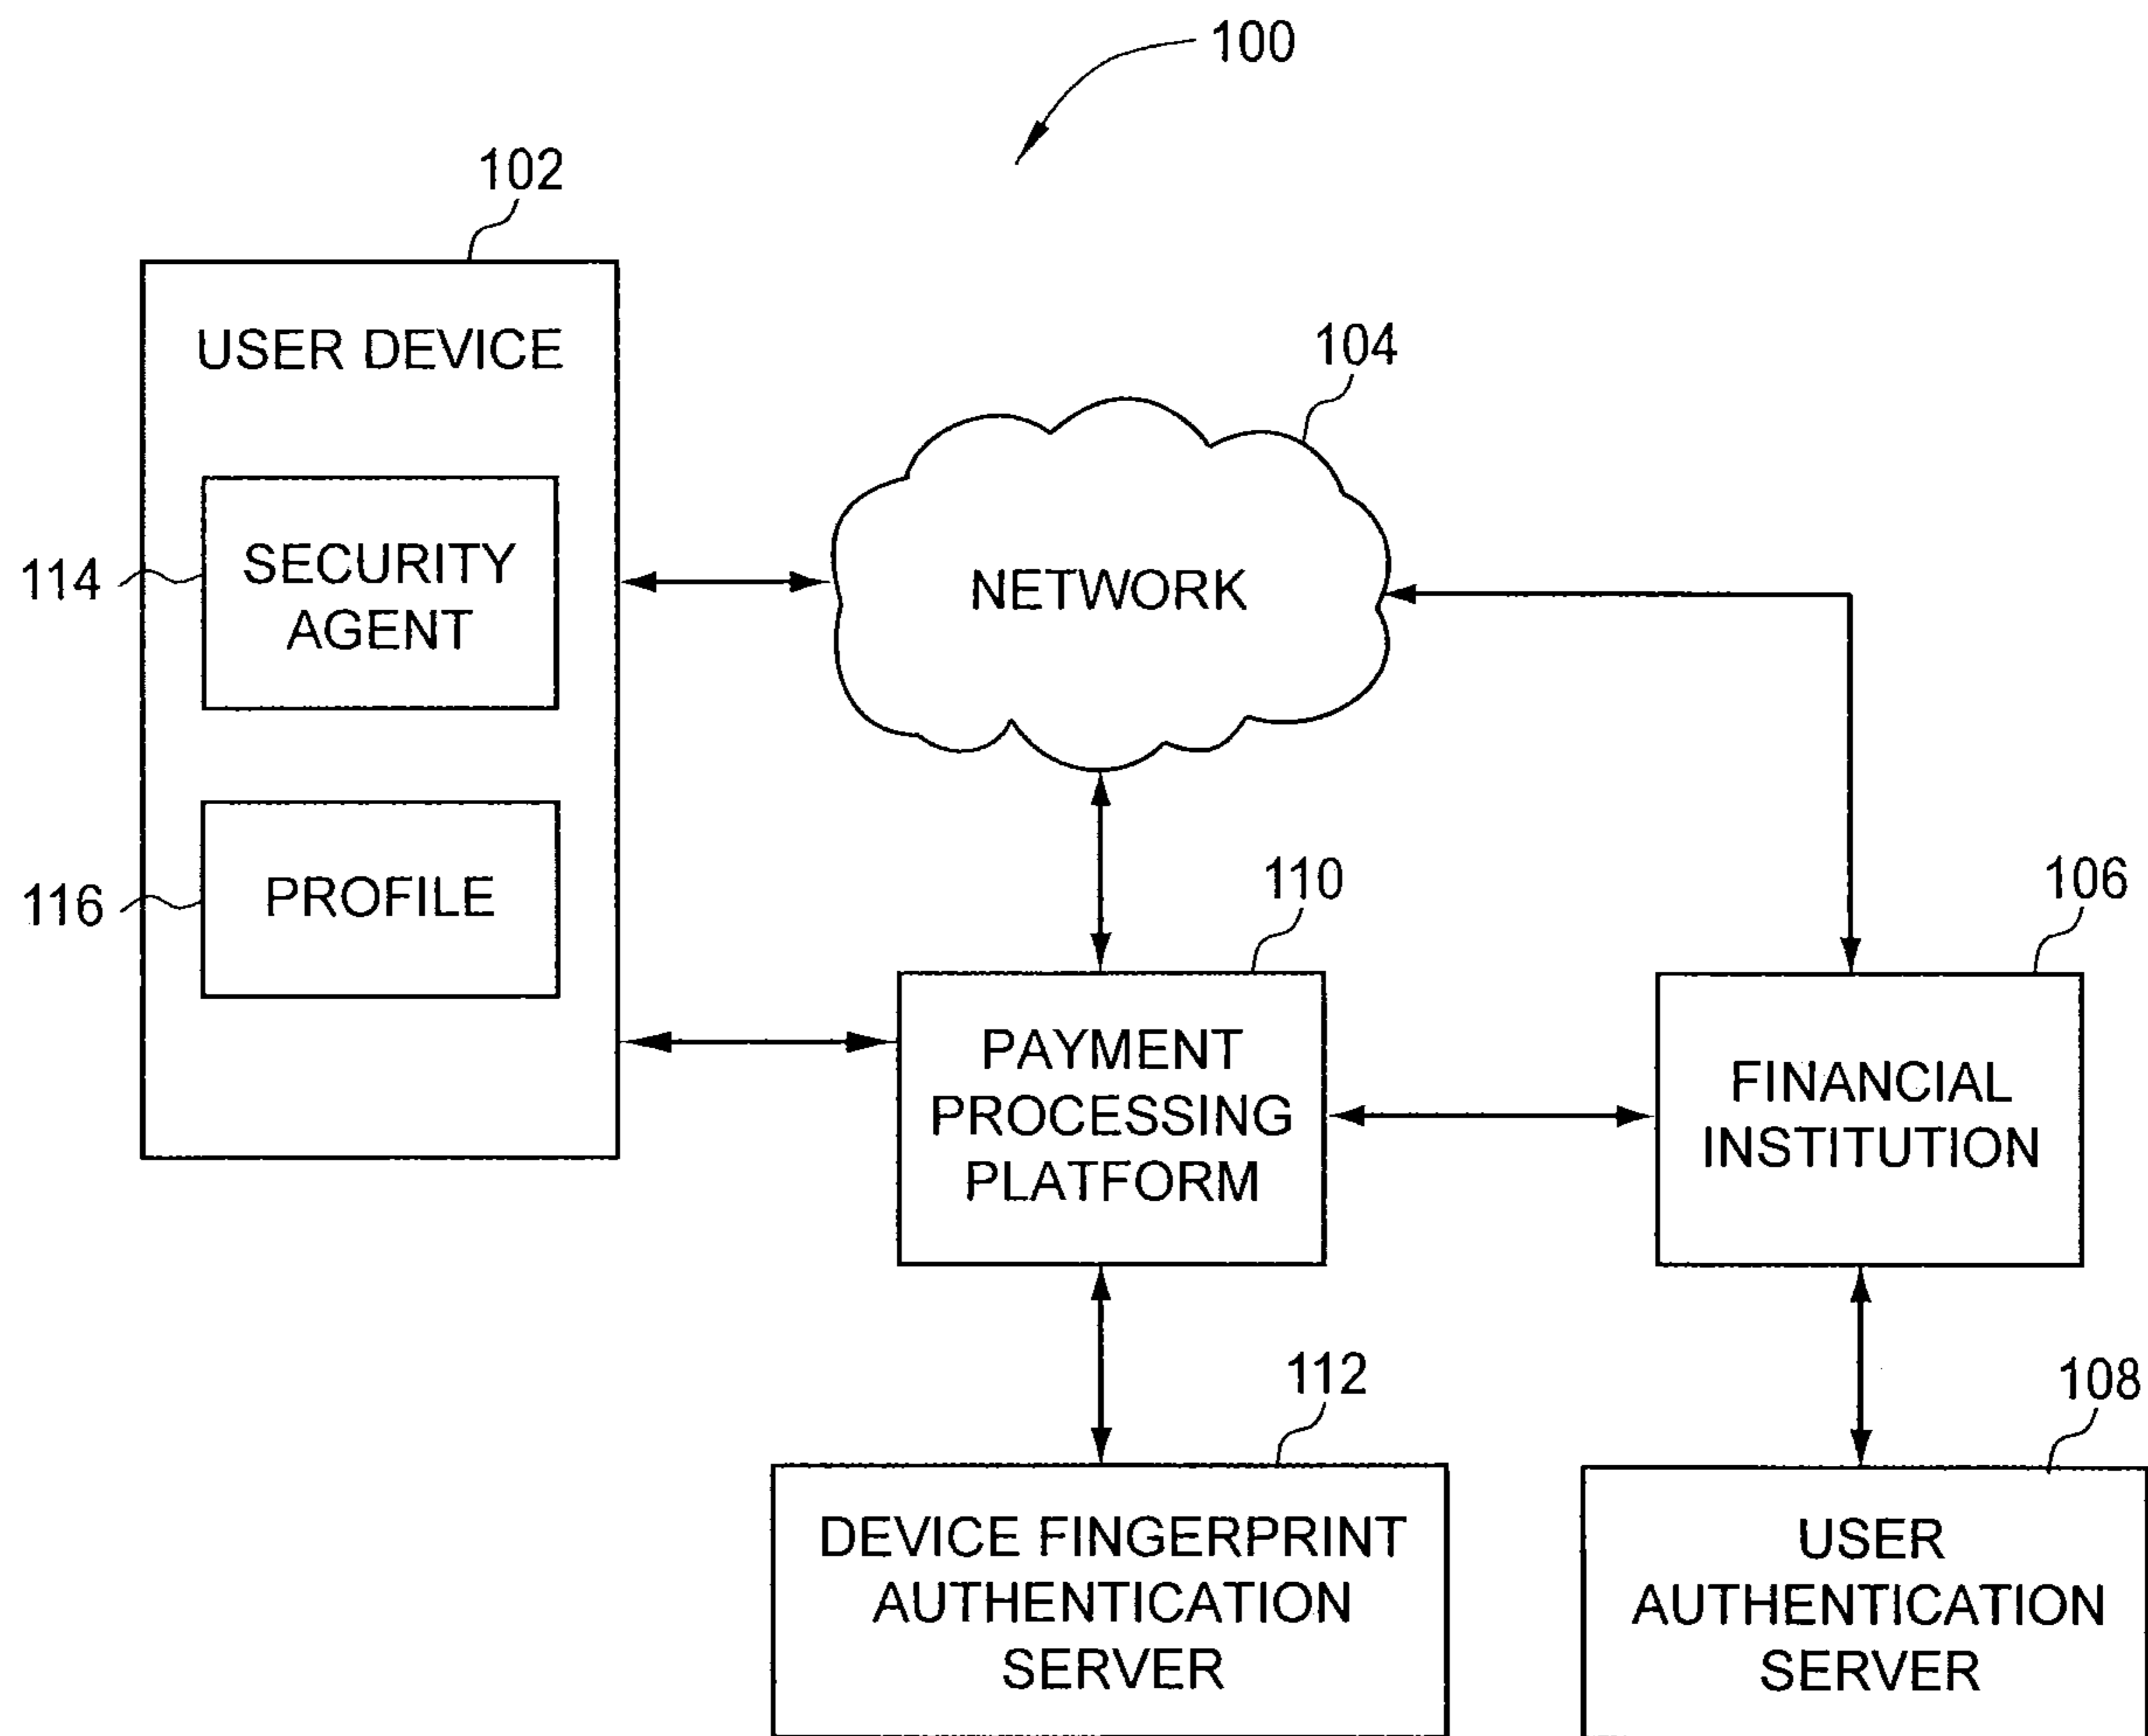 100
102
USER DEVICE
104
SECURITY
AGENT
114
NETWORK
116
PROFILE
110
106
PAYMENT
PROCESSING
PLATFORM
FINANCIAL
INSTITUTION
112
108
DEVICE FINGERPRINT
AUTHENTICATION
SERVER
USER
AUTHENTICATION
SERVER